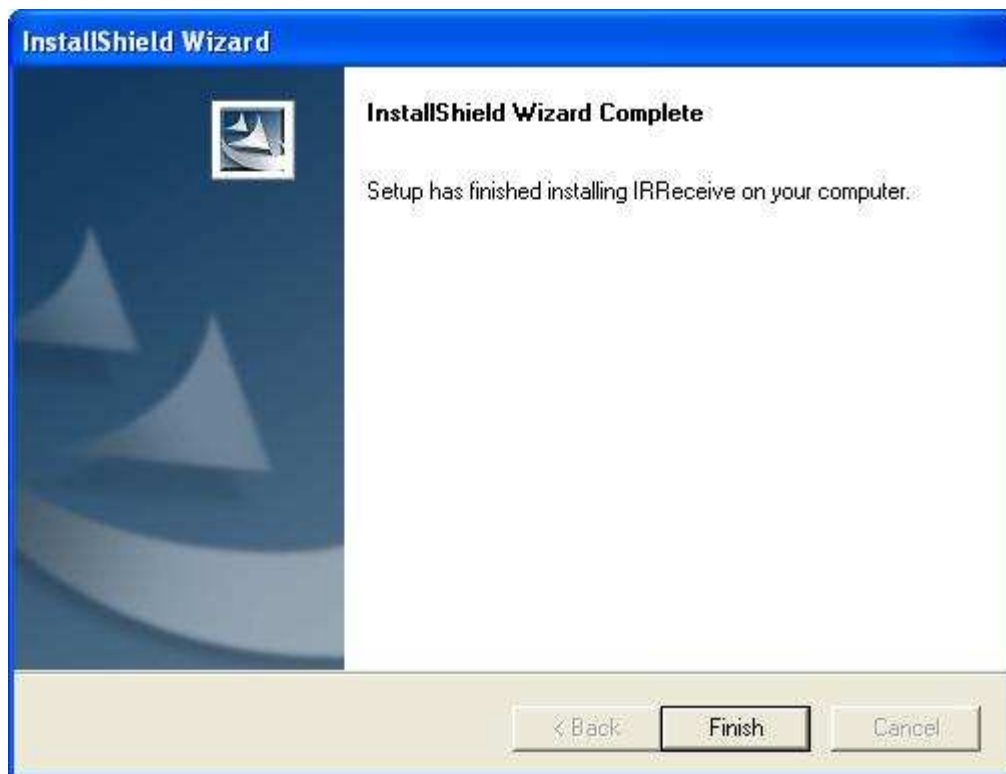 InstallShield Wizard
InstallShield Wizard Complete
Setup has finished installing IRReceive on your computer.
< Back
Finish
Cancel